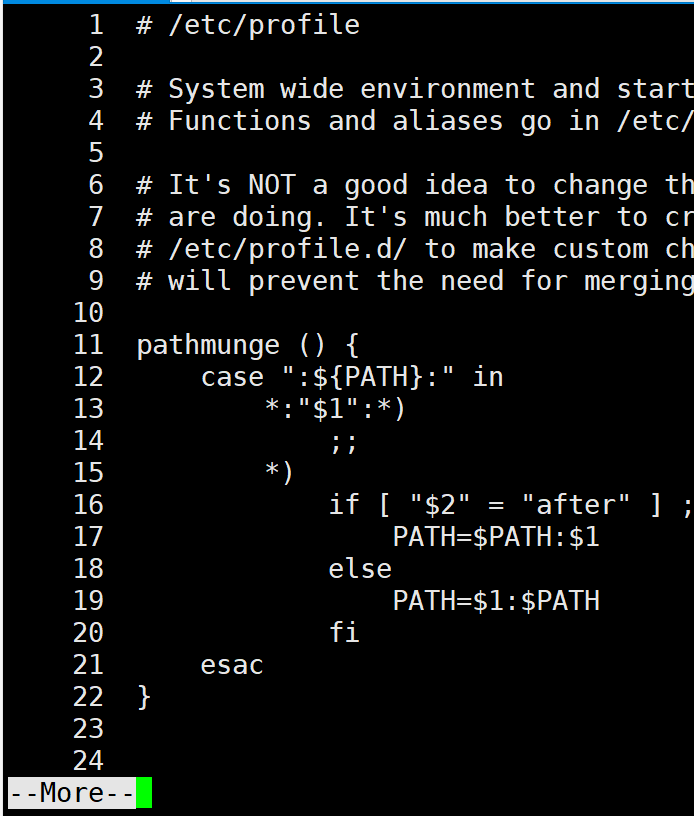 1 # /etc/profile
2
3 # System wide environment and start
4 # Functions and aliases go in /etc/
5
6 # It's NOT a good idea to change th
7 # are doing. It's much better to cr
8 # /etc/profile.d/ to make custom ch
9 # will prevent the need for merging
10
11 pathmunge () {
12     case ":${PATH}:" in
13         *:"$1":*)
14             ;;
15         *)
16             if [ "$2" = "after" ] ;
17                 PATH=$PATH:$1
18             else
19                 PATH=$1:$PATH
20             fi
21     esac
22 }
23
24
--More--